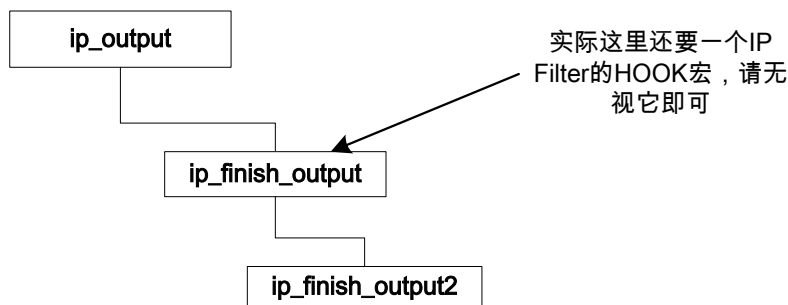 ip_output
实际这里还要一个IP
Filter的HOOK宏，请无
视它即可
ip_finish_output
ip_finish_output2